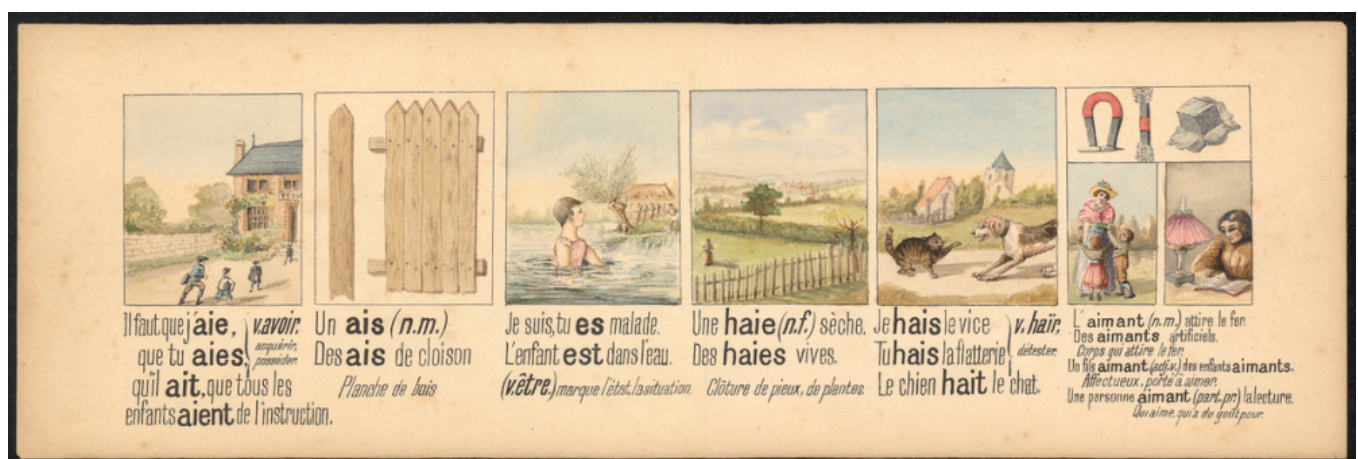 Il faut que j'aie,
que tu aies,
qu'il ait, que tous les
enfants aient de l'instruction.
v. avoir.
acquérir,
posséder.
Un ais (n.m.)
Des ais de cloison
Planche de bois
Je suis, tu es malade.
L'enfant est dans l'eau.
(v. être.) marque l'état, la situation.
Une haie (n.f.) sèche.
Des haies vives.
Clôture de pieux, de plantes.
Je hais le vice
Tu hais la flatterie
Le chien hait le chat.
v. haïr.
détester.
L'aimant (n.m.) attire le fer.
Des aimants artificiels.
Corps qui attire le fer.
Un fils aimant (adj.v.) des enfants aimants.
Affectueux, porté à aimer.
Une personne aimant (part. pr.) la lecture.
Qui aime, qui a du goût pour.